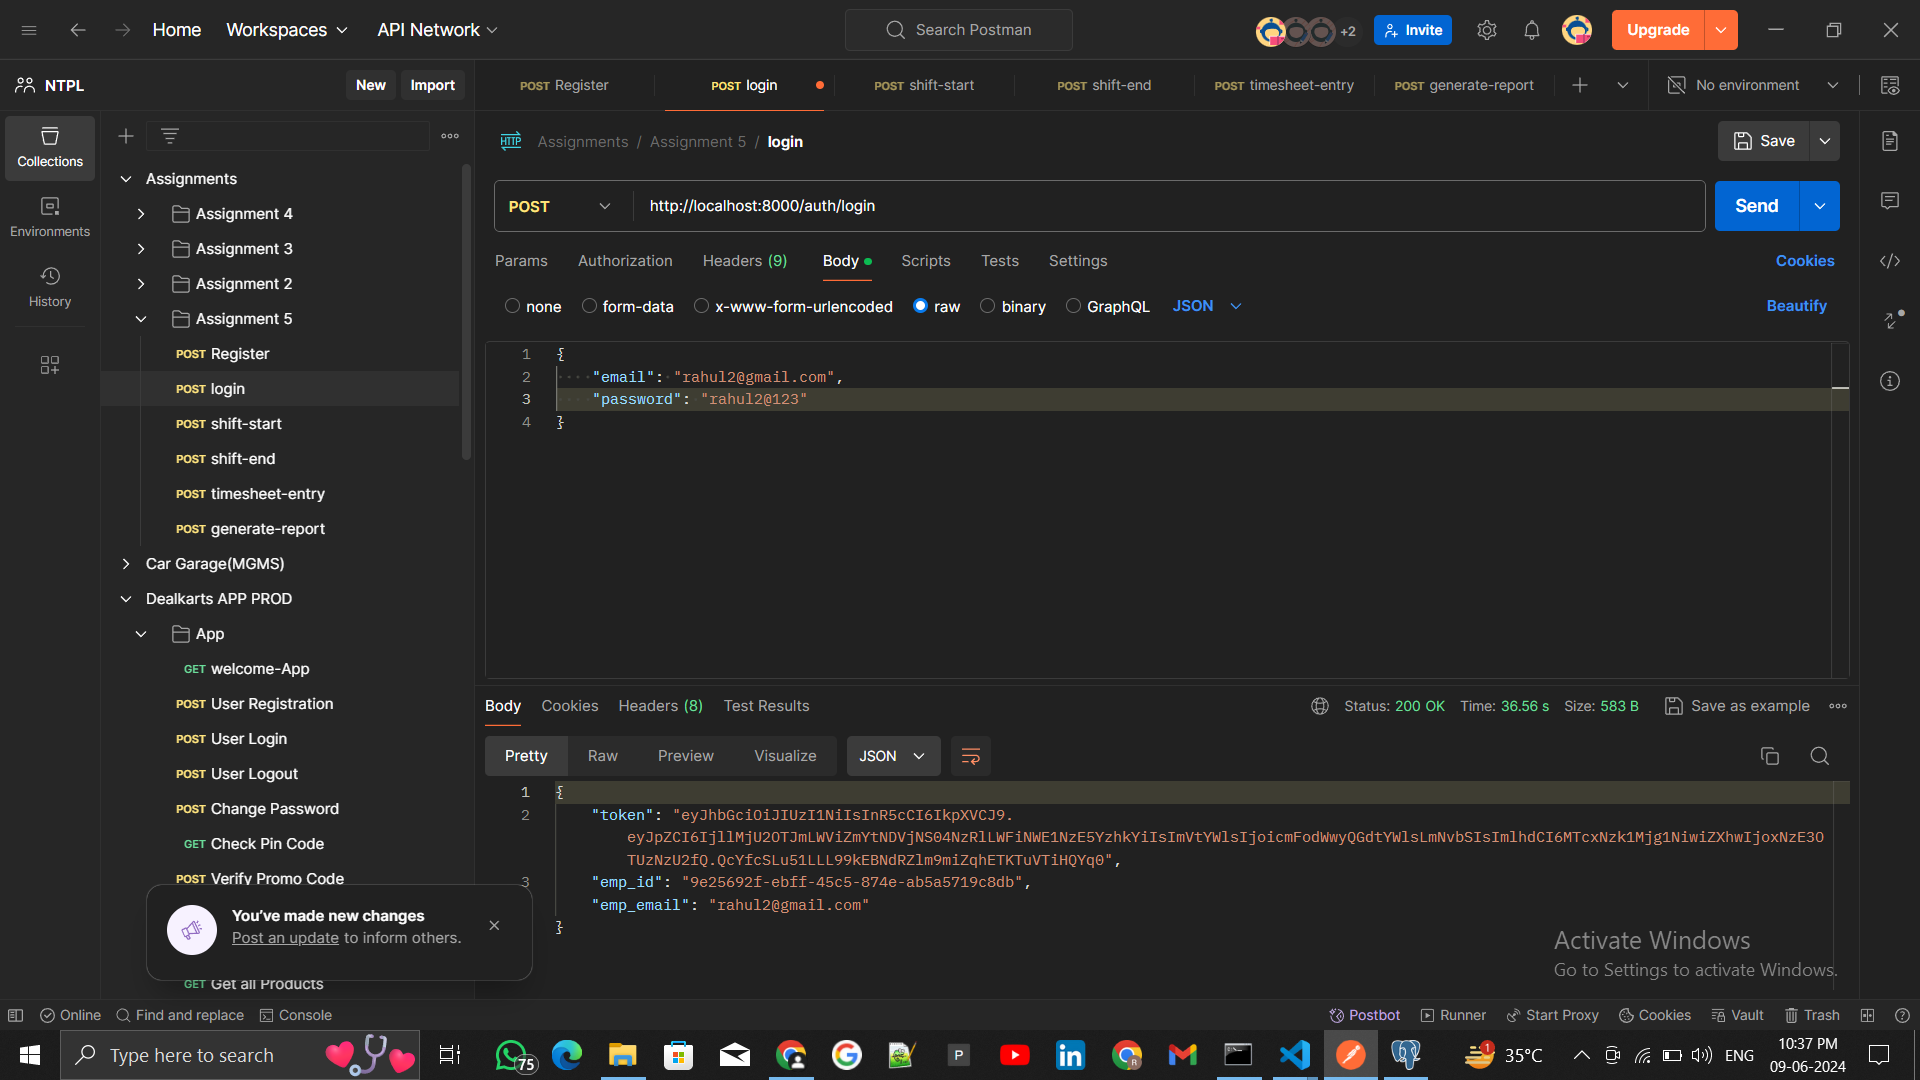 Home
Workspaces
API Network
Search Postman
+2
Invite
Upgrade
NTPL
New
Import
POST Register
POST login
POST shift-start
POST shift-end
POST timesheet-entry
POST generate-report
No environment
Collections
Environments
History
Assignments
Assignment 4
Assignment 3
Assignment 2
Assignment 5
POST Register
POST login
POST shift-start
POST shift-end
POST timesheet-entry
POST generate-report
Car Garage(MGMS)
Dealkarts APP PROD
App
GET welcome-App
POST User Registration
POST User Login
POST User Logout
POST Change Password
GET Check Pin Code
POST Verify Promo Code
GET Get all Products
You've made new changes
Post an update to inform others.
HTTP Assignments / Assignment 5 / login
Save
POST http://localhost:8000/auth/login
Send
Params Authorization Headers (9) Body Scripts Tests Settings
Cookies
none form-data x-www-form-urlencoded raw binary GraphQL JSON
Beautify
1 {
2 "email": "rahul2@gmail.com",
3 "password": "rahul2@123"
4 }
Body Cookies Headers (8) Test Results
Status: 200 OK Time: 36.56 s Size: 583 B
Save as example
Pretty Raw Preview Visualize JSON
1 {
2 "token": "eyJhbGciOiJIUzI1NiIsInR5cCI6IkpXVCJ9.
eyJpZCI6IjllMjU2OTJmLWViZmYtNDVjNS04NzRlLWFiNWE1NzE5YzhkYiIsImVtYWlsIjoicmFodWwyQGdtYWlsLmNvbSIsImlhdCI6MTcxNzk1Mjg1NiwiZXhwIjoxNzE3O
TUzNzU2fQ.QcYfcSLu51LLL99kEBNdRZlm9miZqhETKTuVTiHQYq0",
3 "emp_id": "9e25692f-ebff-45c5-874e-ab5a5719c8db",
"emp_email": "rahul2@gmail.com"
}
Activate Windows
Go to Settings to activate Windows.
Online
Find and replace
Console
Postbot
Runner
Start Proxy
Cookies
Vault
Trash
Type here to search
75
P
R
1
35°C
ENG
10:37 PM
09-06-2024